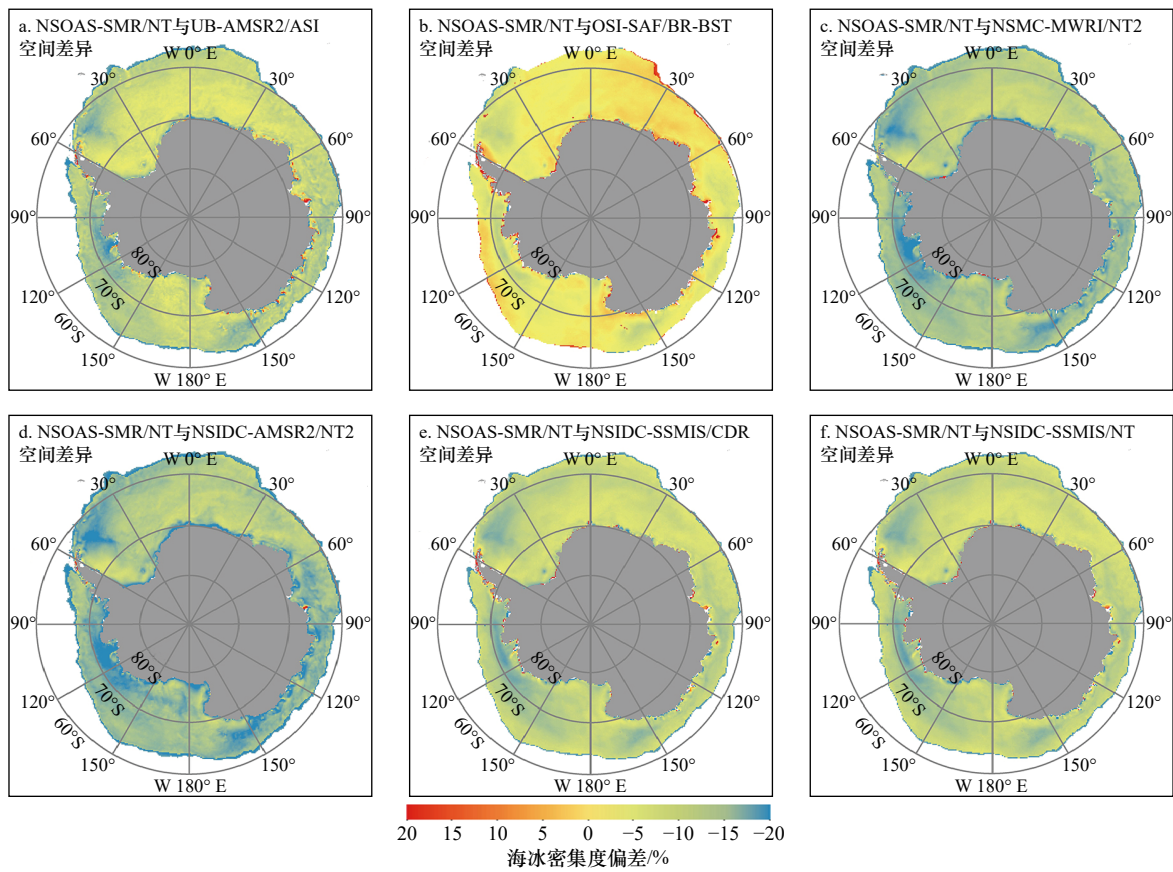 a. NSOAS-SMR/NT与UB-AMSR2/ASI
空间差异
W 0° E
30°
30°
60°
60°
90°
90°
80°S
70°S
60°S
120°
120°
150°
150°
W 180° E
b. NSOAS-SMR/NT与OSI-SAF/BR-BST
空间差异
W 0° E
30°
30°
60°
60°
90°
90°
80°S
70°S
60°S
120°
120°
150°
150°
W 180° E
c. NSOAS-SMR/NT与NSMC-MWRI/NT2
空间差异
W 0° E
30°
30°
60°
60°
90°
90°
80°S
70°S
60°S
120°
120°
150°
150°
W 180° E
d. NSOAS-SMR/NT与NSIDC-AMSR2/NT2
空间差异
W 0° E
30°
30°
60°
60°
90°
90°
80°S
70°S
60°S
120°
120°
150°
150°
W 180° E
e. NSOAS-SMR/NT与NSIDC-SSMIS/CDR
空间差异
W 0° E
30°
30°
60°
60°
90°
90°
80°S
70°S
60°S
120°
120°
150°
150°
W 180° E
f. NSOAS-SMR/NT与NSIDC-SSMIS/NT
空间差异
W 0° E
30°
30°
60°
60°
90°
90°
80°S
70°S
60°S
120°
120°
150°
150°
W 180° E
20 15 10 5 0 −5 −10 −15 −20
海冰密集度偏差/%